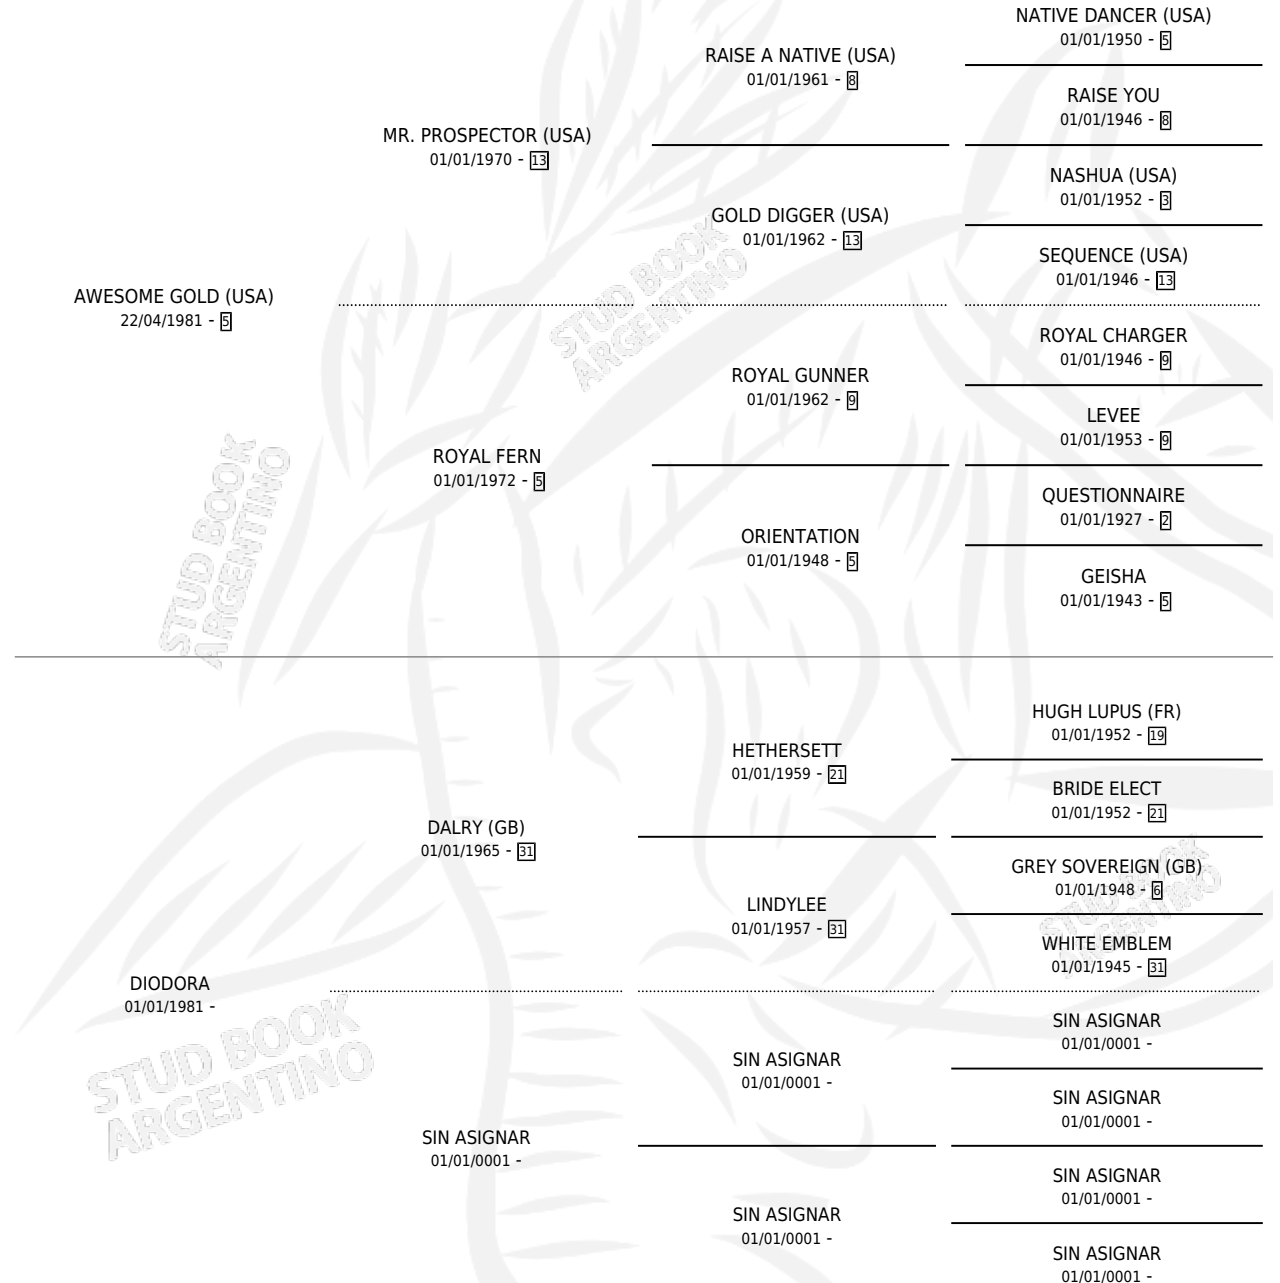 NATIVE DANCER (USA)
01/01/1950 - 5
RAISE A NATIVE (USA)
01/01/1961 - 8
RAISE YOU
01/01/1946 - 8
MR. PROSPECTOR (USA)
01/01/1970 - 13
NASHUA (USA)
01/01/1952 - 3
GOLD DIGGER (USA)
01/01/1962 - 13
SEQUENCE (USA)
01/01/1946 - 13
AWESOME GOLD (USA)
22/04/1981 - 5
ROYAL CHARGER
01/01/1946 - 9
ROYAL GUNNER
01/01/1962 - 9
LEVEE
01/01/1953 - 9
ROYAL FERN
01/01/1972 - 5
QUESTIONNAIRE
01/01/1927 - 2
ORIENTATION
01/01/1948 - 5
GEISHA
01/01/1943 - 5
HUGH LUPUS (FR)
01/01/1952 - 19
HETHERSETT
01/01/1959 - 21
BRIDE ELECT
01/01/1952 - 21
DALRY (GB)
01/01/1965 - 31
GREY SOVEREIGN (GB)
01/01/1948 - 6
LINDYLEE
01/01/1957 - 31
WHITE EMBLEM
01/01/1945 - 31
DIODORA
01/01/1981 -
SIN ASIGNAR
01/01/0001 -
SIN ASIGNAR
01/01/0001 -
SIN ASIGNAR
01/01/0001 -
SIN ASIGNAR
01/01/0001 -
SIN ASIGNAR
01/01/0001 -
SIN ASIGNAR
01/01/0001 -
SIN ASIGNAR
01/01/0001 -
STUD BOOK
ARGENTINO
STUD BOOK
ARGENTINO
STUD BOOK
ARGENTINO
STUD BOOK
ARGENTINO